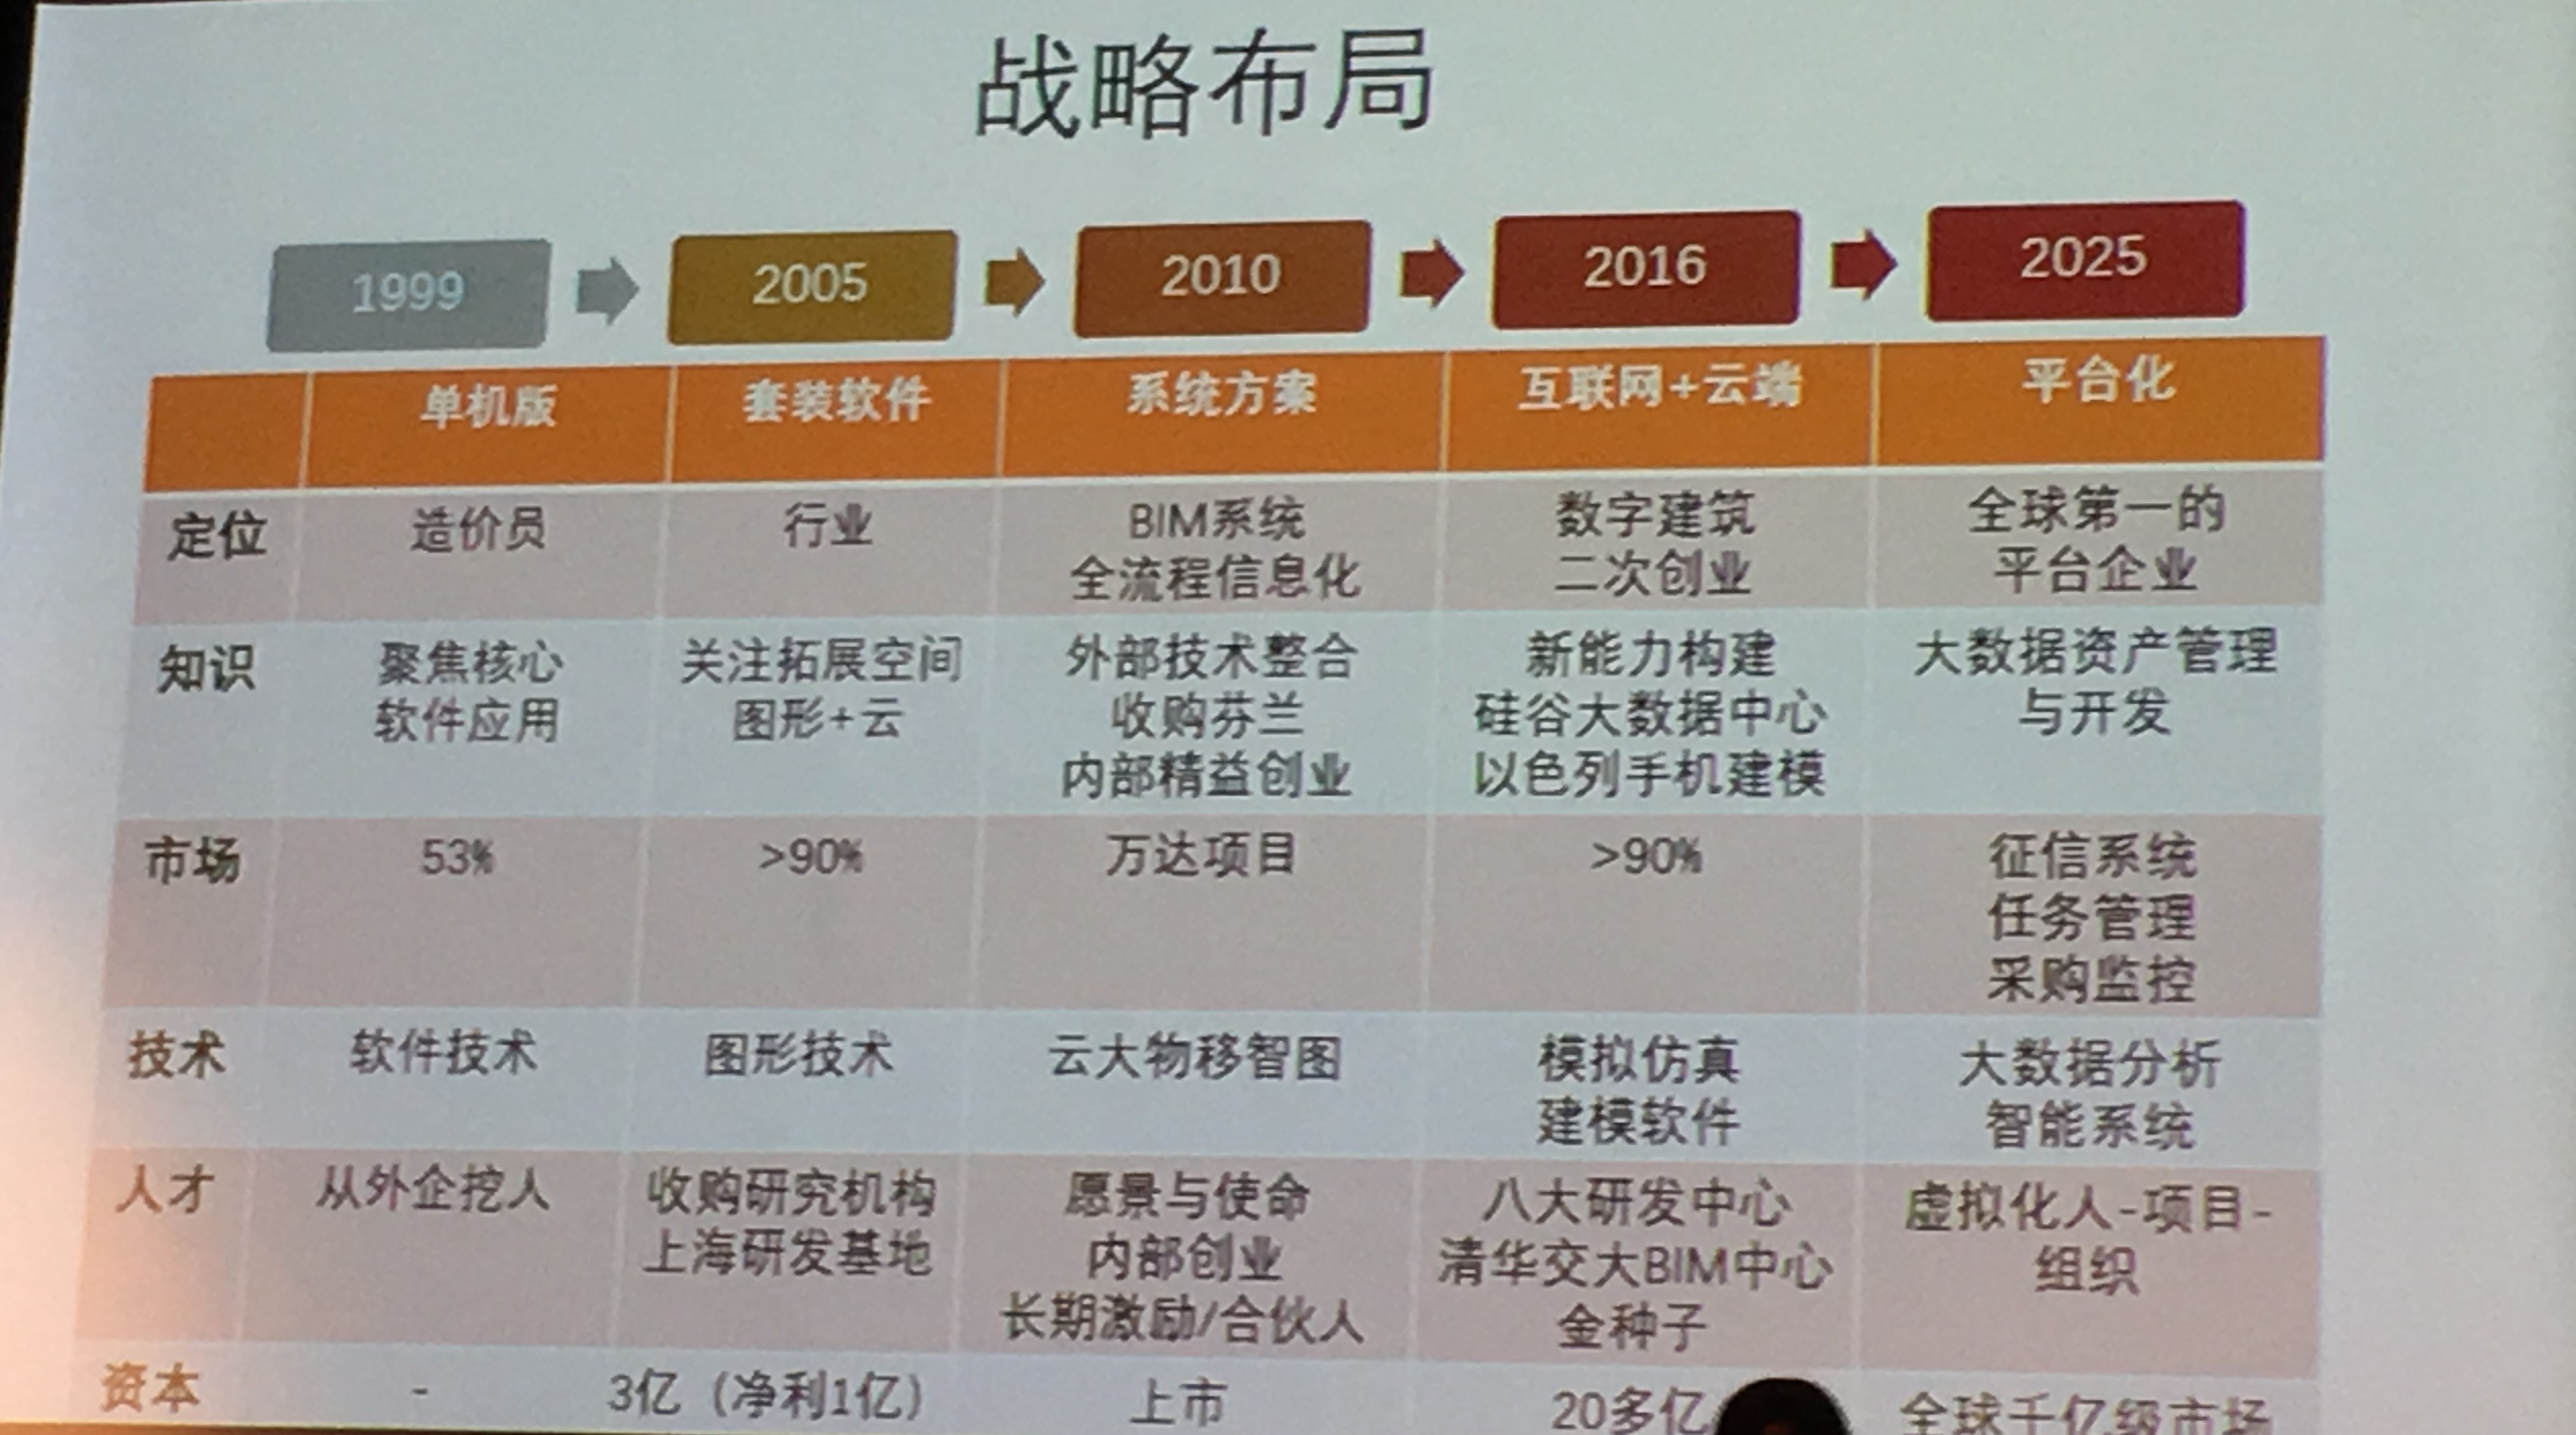 战略布局
1999
2005
2010
2016
2025
单机版
套装软件
系统方案
互联网+云端
平台化
定位
造价员
行业
BIM系统
全流程信息化
数字建筑
二次创业
全球第一的
平台企业
知识
聚焦核心
软件应用
关注拓展空间
图形+云
外部技术整合
收购芬兰
内部精益创业
新能力构建
硅谷大数据中心
以色列手机建模
大数据资产管理
与开发
市场
53%
>90%
万达项目
>90%
征信系统
任务管理
采购监控
技术
软件技术
图形技术
云大物移智图
模拟仿真
建模软件
大数据分析
智能系统
人才
从外企挖人
收购研究机构
上海研发基地
愿景与使命
内部创业
长期激励/合伙人
八大研发中心
清华交大BIM中心
金种子
虚拟化人-项目-
组织
资本
-
3亿（净利1亿）
上市
20多亿
全球千亿级市场